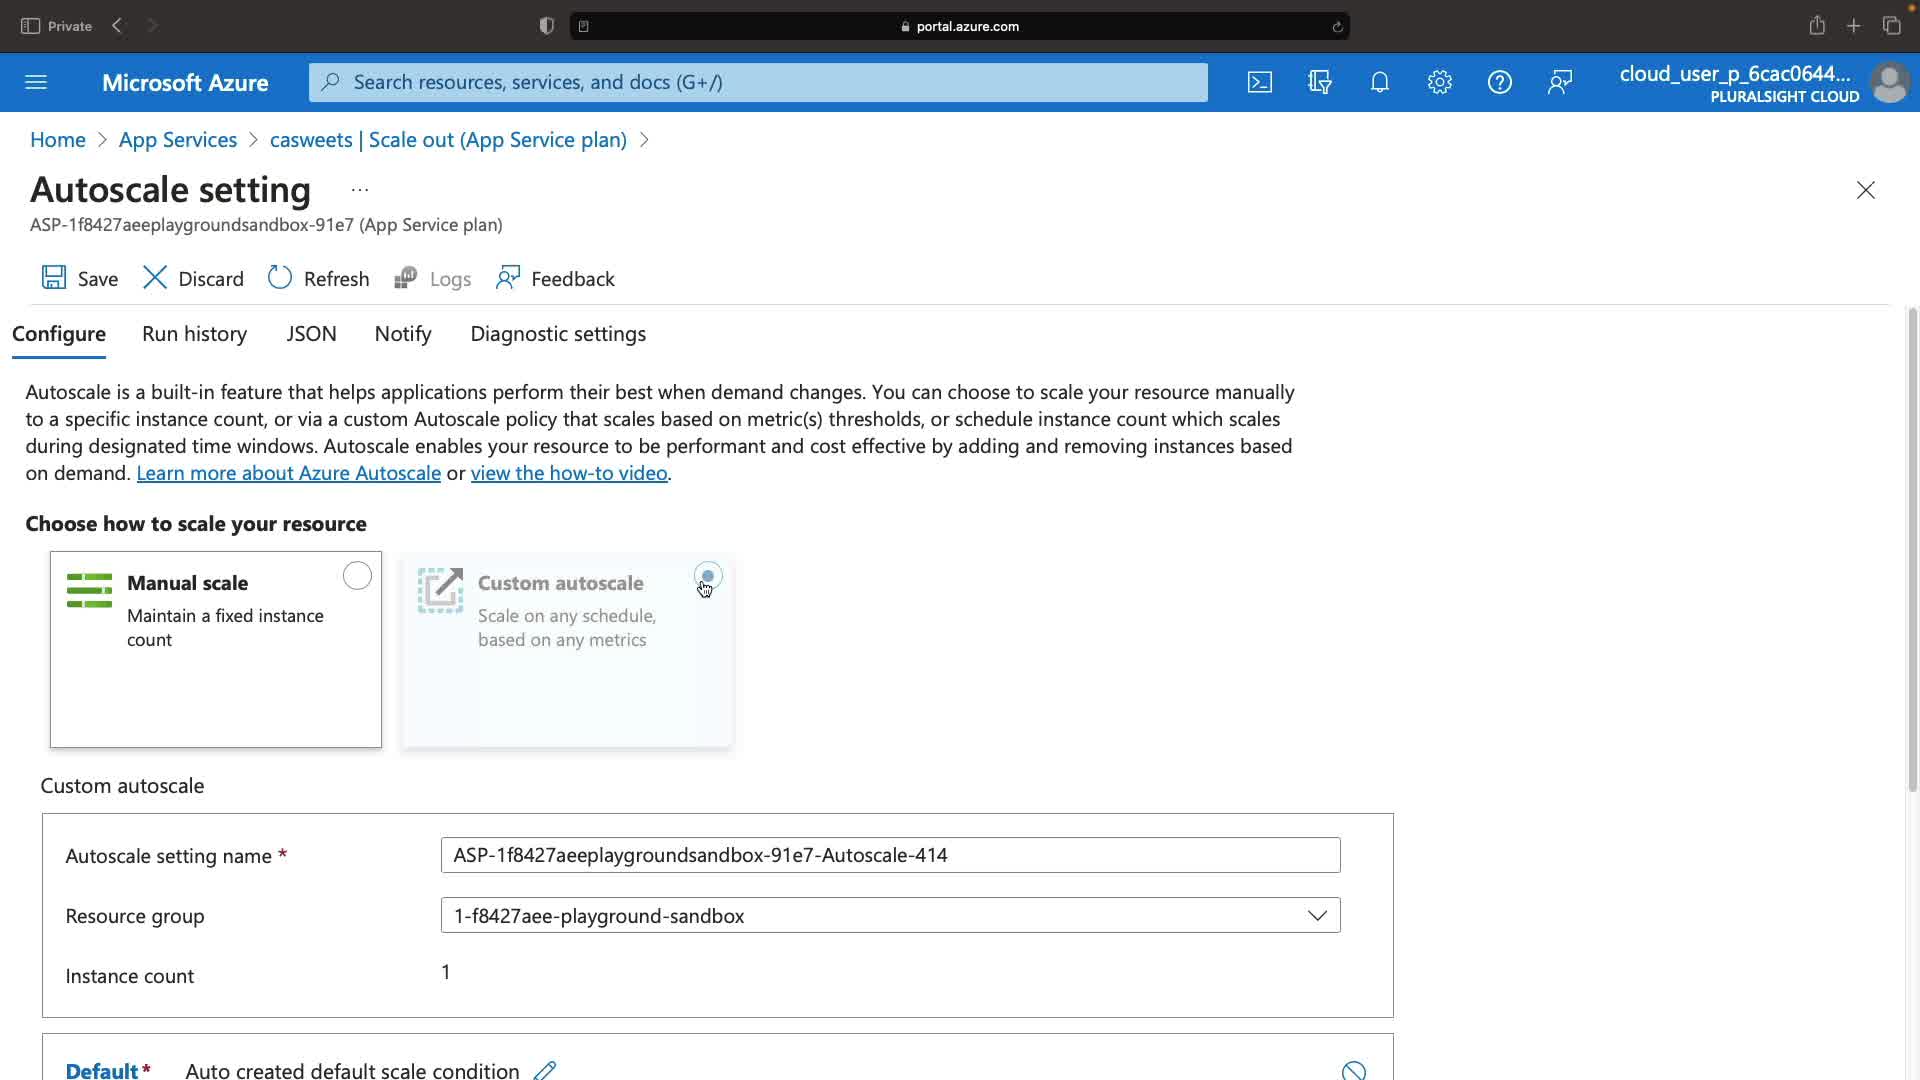 Private
portal.azure.com
Microsoft Azure
Search resources, services, and docs (G+/)
cloud_user_p_6cac0644...
PLURALSIGHT CLOUD
Home > App Services > casweets | Scale out (App Service plan) >
Autoscale setting ...
ASP-1f8427aeeplaygroundsandbox-91e7 (App Service plan)
Save Discard Refresh Logs Feedback
Configure Run history JSON Notify Diagnostic settings
Autoscale is a built-in feature that helps applications perform their best when demand changes. You can choose to scale your resource manually
to a specific instance count, or via a custom Autoscale policy that scales based on metric(s) thresholds, or schedule instance count which scales
during designated time windows. Autoscale enables your resource to be performant and cost effective by adding and removing instances based
on demand. Learn more about Azure Autoscale or view the how-to video.
Choose how to scale your resource
Manual scale
Maintain a fixed instance
count
Custom autoscale
Scale on any schedule,
based on any metrics
Custom autoscale
Autoscale setting name * ASP-1f8427aeeplaygroundsandbox-91e7-Autoscale-414
Resource group 1-f8427aee-playground-sandbox
Instance count 1
Default* Auto created default scale condition